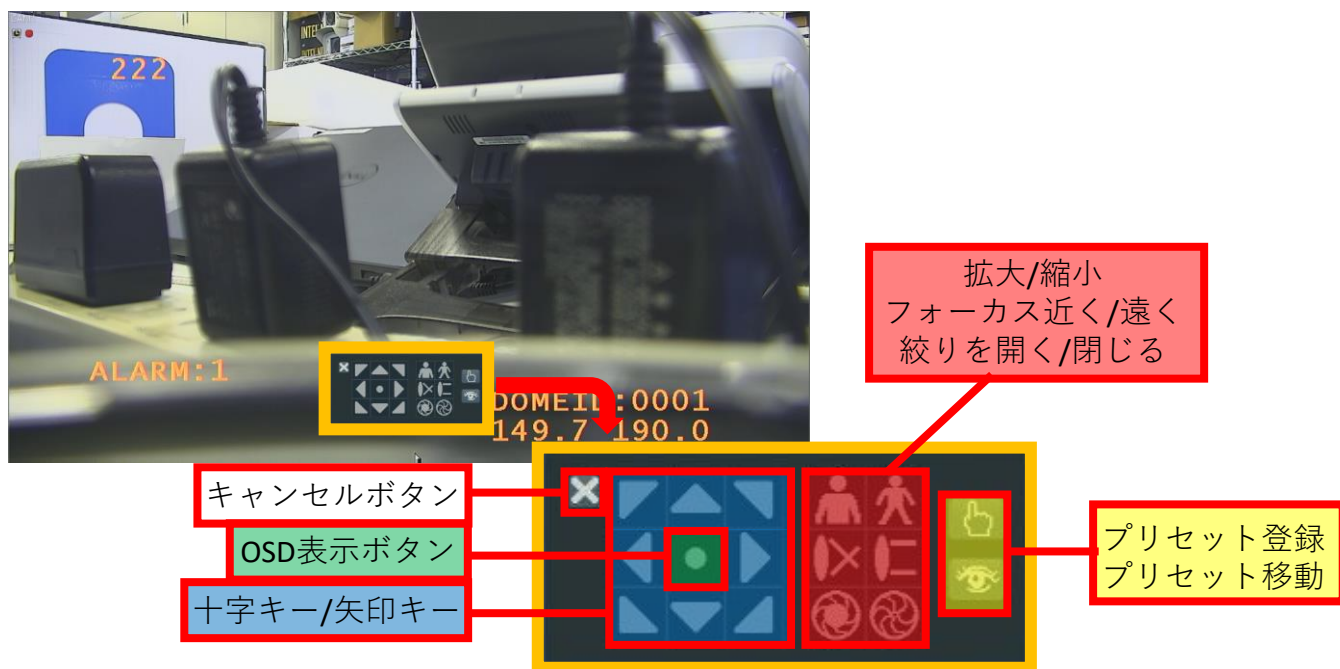 222
ALARM:1
DOMEID:0001
149.7 190.0
拡大/縮小
フォーカス近く/遠く
絞りを開く/閉じる
キャンセルボタン
OSD表示ボタン
十字キー/矢印キー
プリセット登録
プリセット移動